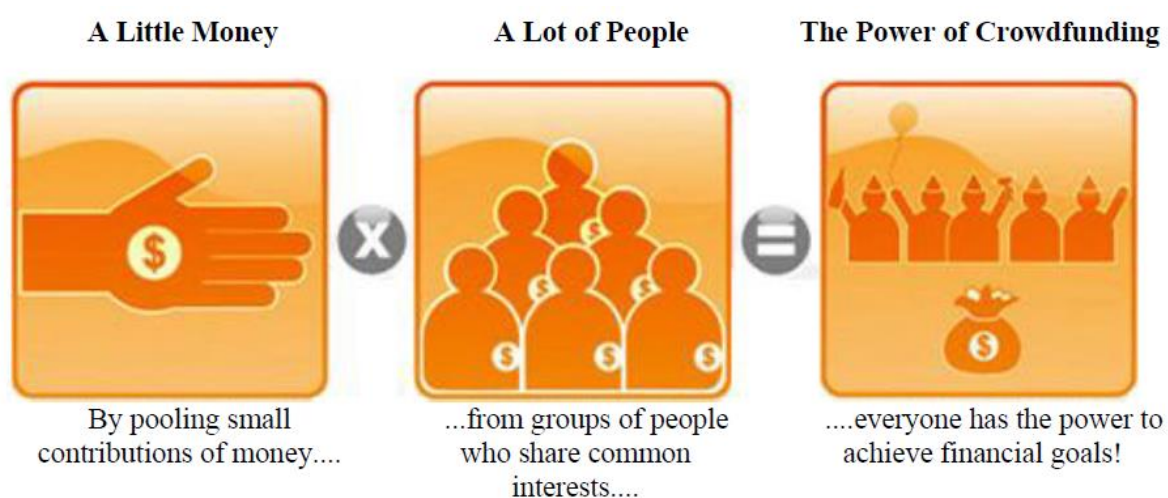 A Little Money
A Lot of People
The Power of Crowdfunding
$
X
$
$
$
$
$
$
=
$
By pooling small
contributions of money....
...from groups of people
who share common
interests....
....everyone has the power to
achieve financial goals!